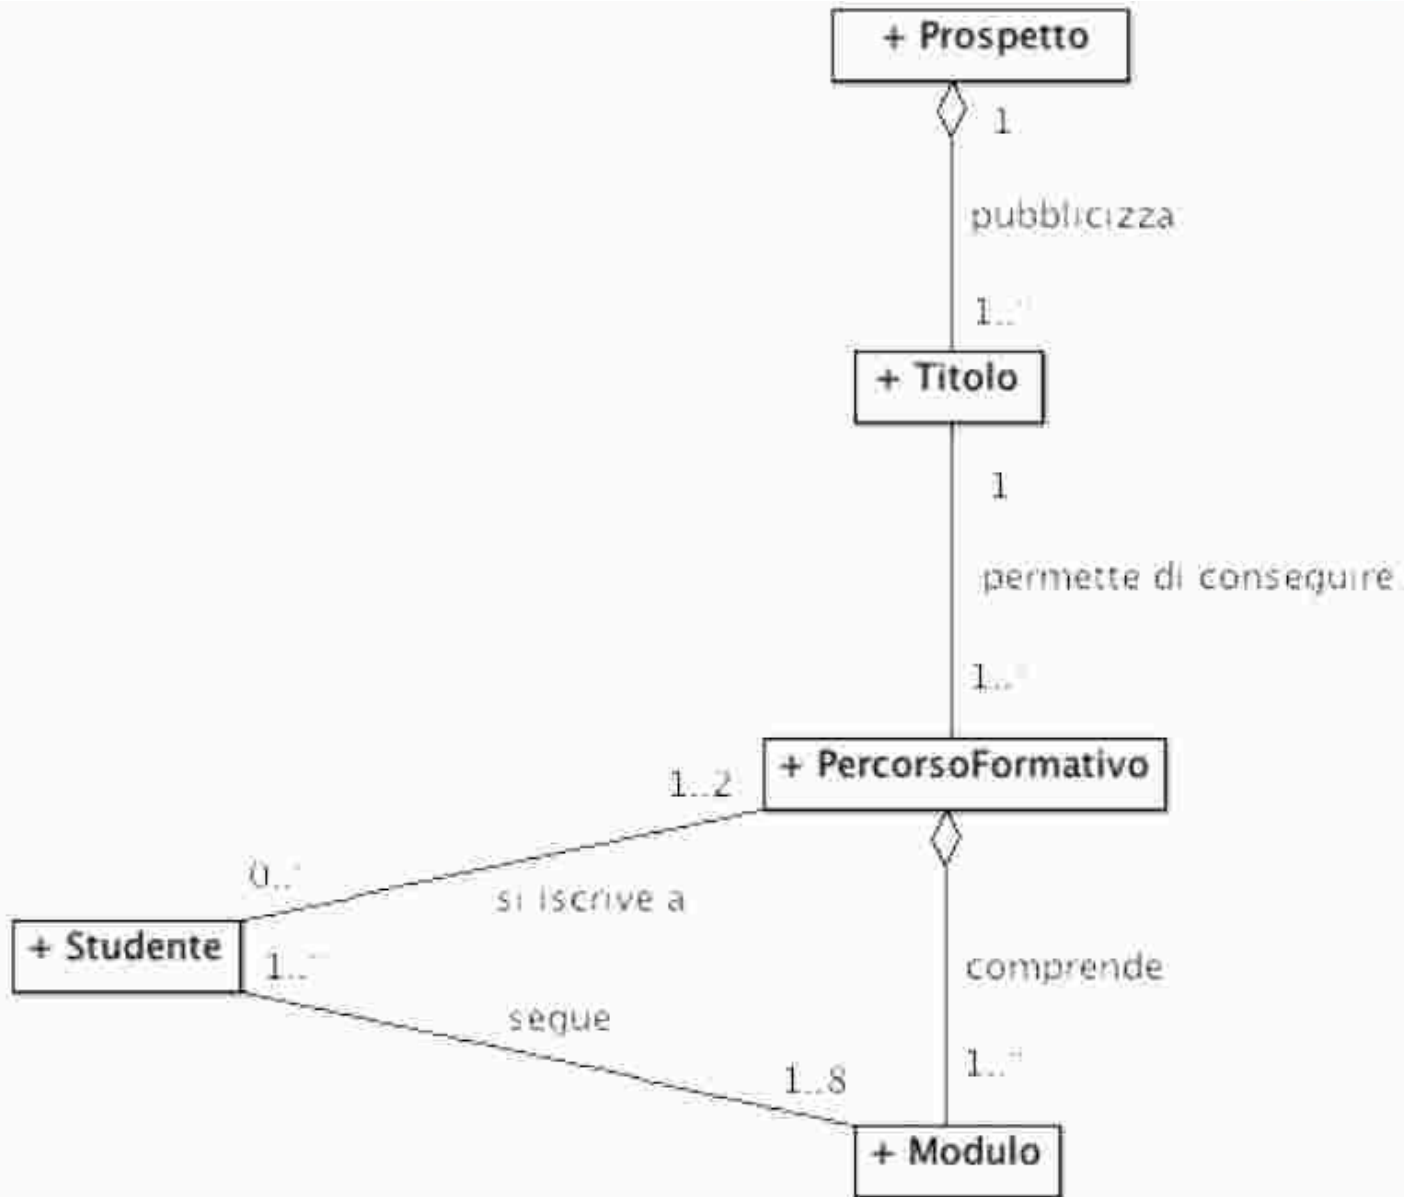 + Prospetto
1
pubblicizza
1..*
+ Titolo
1
permette di conseguire
1..*
+ PercorsoFormativo
1..2
0..*
si iscrive a
+ Studente
1..*
comprende
segue
1..*
1..8
+ Modulo